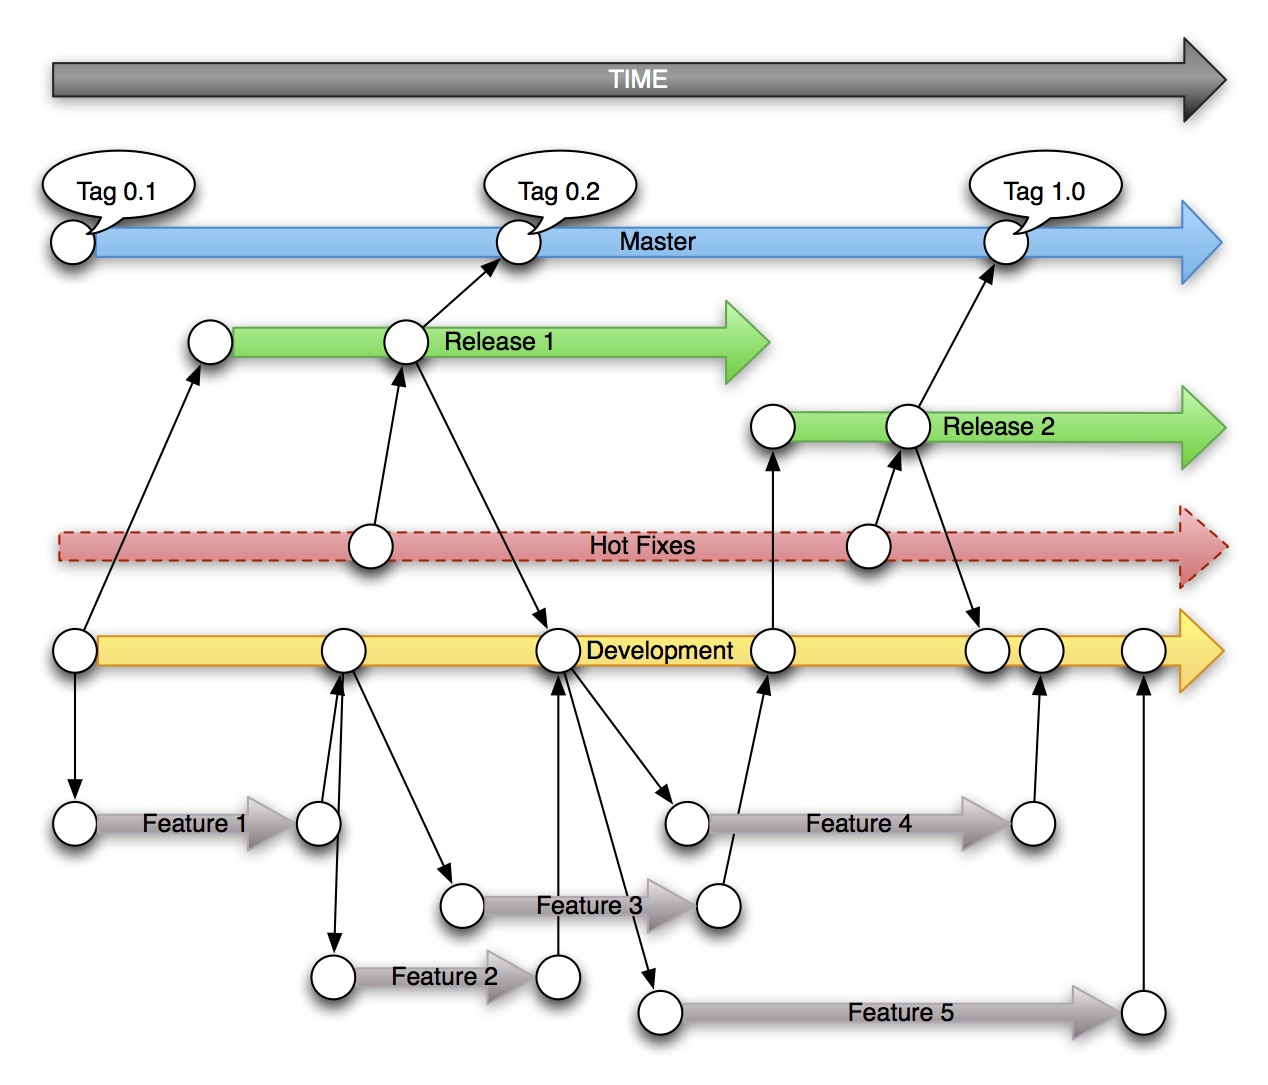 TIME
Tag 0.1
Tag 0.2
Tag 1.0
Master
Release 1
Release 2
Hot Fixes
Development
Feature 1
Feature 4
Feature 3
Feature 2
Feature 5